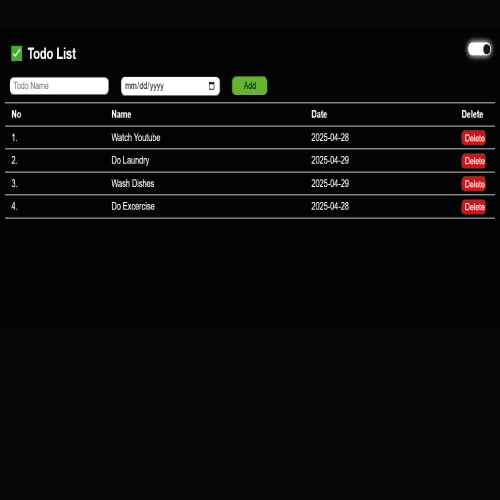 ✅ Todo List
Todo Name mm/dd/yyyy Add
No Name Date Delete
1. Watch Youtube 2025-04-28 Delete
2. Do Laundry 2025-04-29 Delete
3. Wash Dishes 2025-04-29 Delete
4. Do Excercise 2025-04-28 Delete